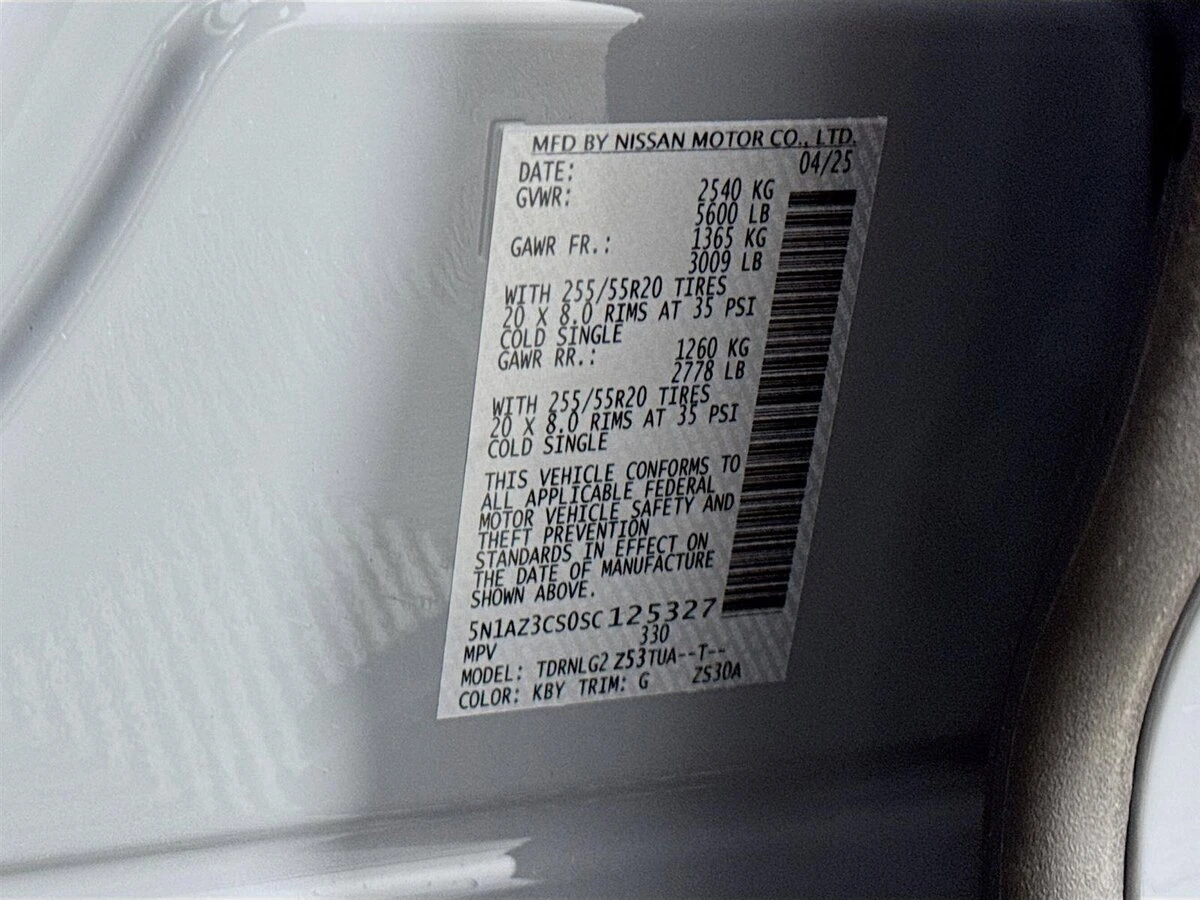 MFD BY NISSAN MOTOR CO., LTD.
DATE: 04/25
GVWR: 2540 KG
5600 LB
GAWR FR.: 1365 KG
3009 LB
WITH 255/55R20 TIRES
20 X 8.0 RIMS AT 35 PSI
COLD SINGLE
GAWR RR.: 1260 KG
2778 LB
WITH 255/55R20 TIRES
20 X 8.0 RIMS AT 35 PSI
COLD SINGLE
THIS VEHICLE CONFORMS TO
ALL APPLICABLE FEDERAL
MOTOR VEHICLE SAFETY AND
THEFT PREVENTION
STANDARDS IN EFFECT ON
THE DATE OF MANUFACTURE
SHOWN ABOVE.
5N1AZ3CS0SC125327
MPV 330
MODEL: TDRNLG2 Z53TUA--T--
COLOR: KBY TRIM: G ZS30A